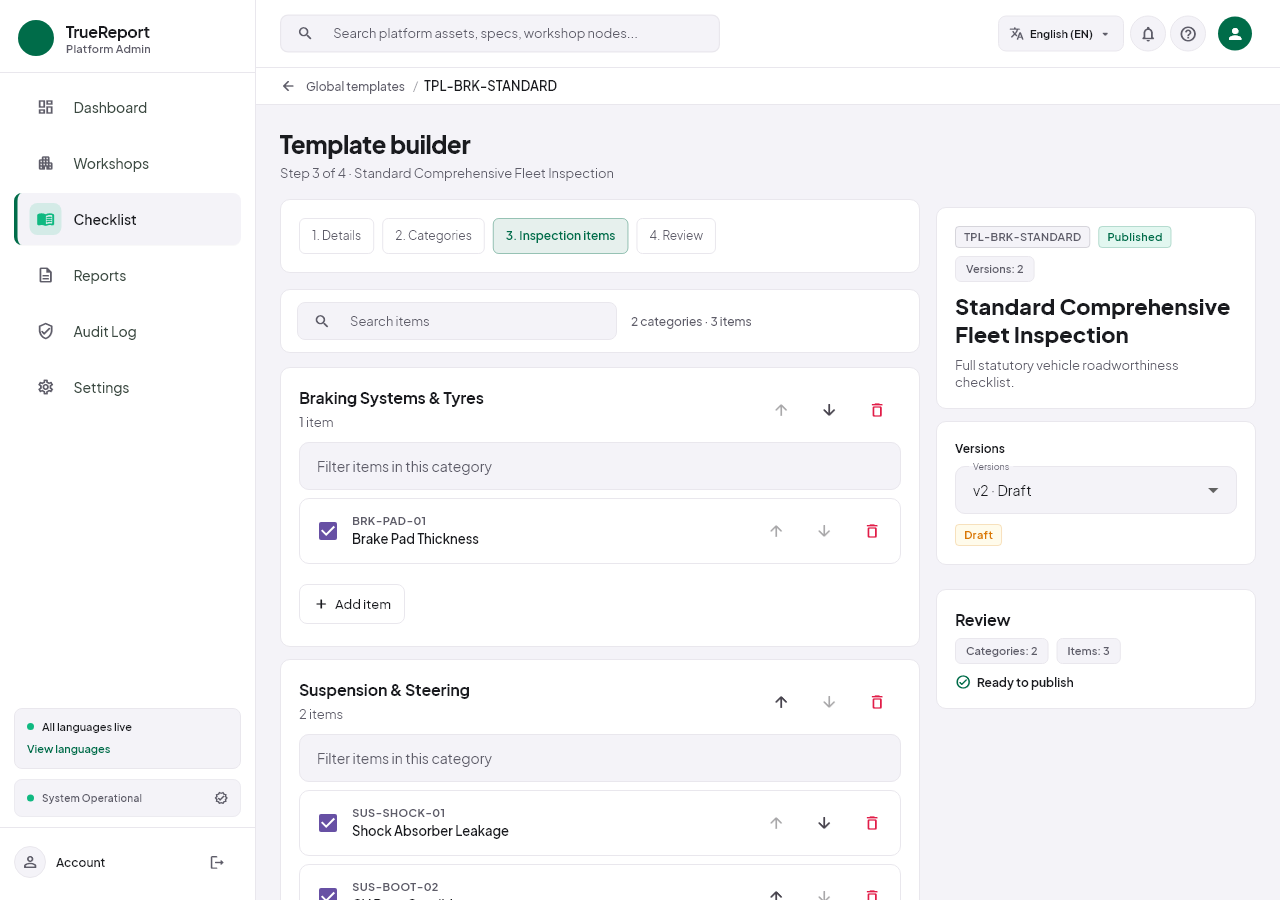 TrueReport
Platform Admin
Dashboard
Workshops
Checklist
Reports
Audit Log
Settings
All languages live
View languages
System Operational
Account
Search platform assets, specs, workshop nodes...
English (EN)
Global templates / TPL-BRK-STANDARD
Template builder
Step 3 of 4 · Standard Comprehensive Fleet Inspection
1. Details
2. Categories
3. Inspection items
4. Review
Search items
2 categories · 3 items
Braking Systems & Tyres
1 item
Filter items in this category
BRK-PAD-01
Brake Pad Thickness
Add item
Suspension & Steering
2 items
Filter items in this category
SUS-SHOCK-01
Shock Absorber Leakage
SUS-BOOT-02
TPL-BRK-STANDARD
Published
Versions: 2
Standard Comprehensive
Fleet Inspection
Full statutory vehicle roadworthiness
checklist.
Versions
Versions
v2 · Draft
Draft
Review
Categories: 2
Items: 3
Ready to publish